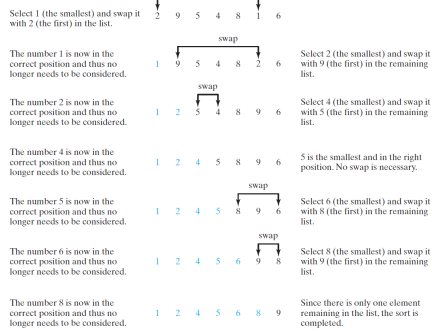 Select 1 (the smallest) and swap it
with 2 (the first) in the list.
2 9 5 4 8 1 6
swap
The number 1 is now in the
correct position and thus no
longer needs to be considered.
1 9 5 4 8 2 6
Select 2 (the smallest) and swap it
with 9 (the first) in the remaining
list.
swap
The number 2 is now in the
correct position and thus no
longer needs to be considered.
1 2 5 4 8 9 6
Select 4 (the smallest) and swap it
with 5 (the first) in the remaining
list.
The number 4 is now in the
correct position and thus no
longer needs to be considered.
1 2 4 5 8 9 6
5 is the smallest and in the right
position. No swap is necessary.
swap
The number 5 is now in the
correct position and thus no
longer needs to be considered.
1 2 4 5 8 9 6
Select 6 (the smallest) and swap it
with 8 (the first) in the remaining
list.
swap
The number 6 is now in the
correct position and thus no
longer needs to be considered.
1 2 4 5 6 9 8
Select 8 (the smallest) and swap it
with 9 (the first) in the remaining
list.
The number 8 is now in the
correct position and thus no
longer needs to be considered.
1 2 4 5 6 8 9
Since there is only one element
remaining in the list, the sort is
completed.